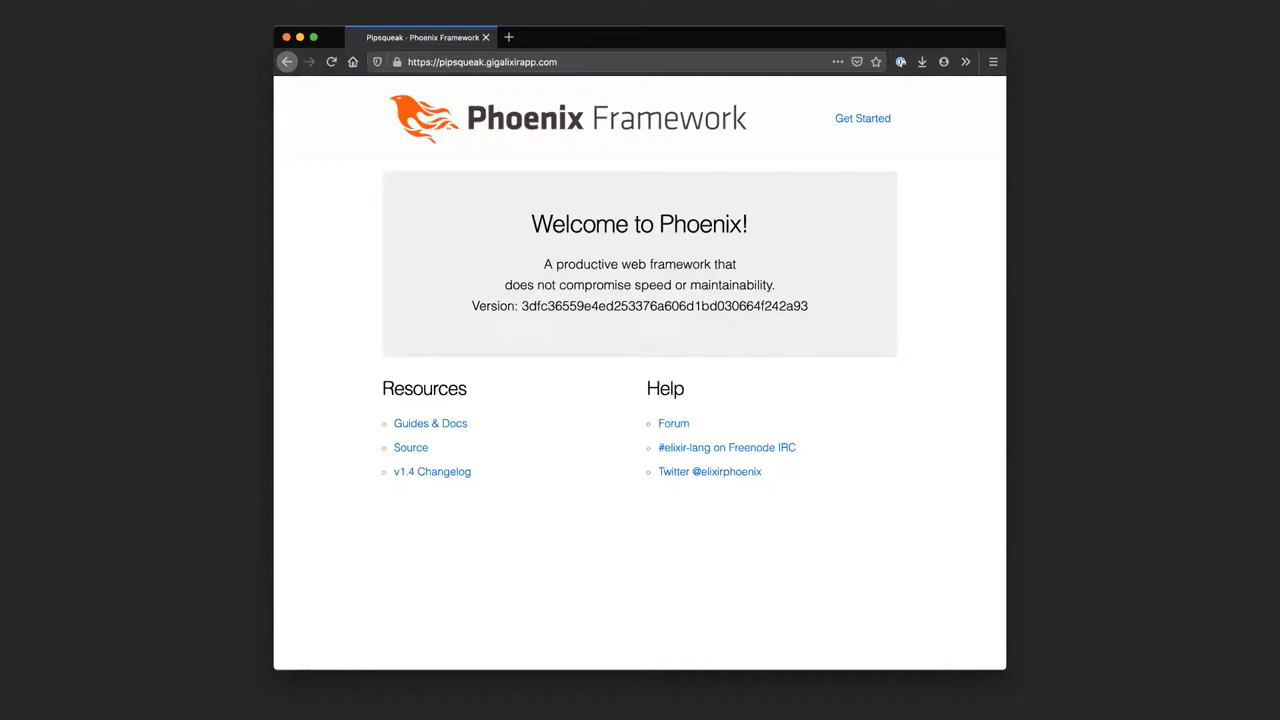 Pipsqueak · Phoenix Framework
https://pipsqueak.gigalixirapp.com
Phoenix Framework
Get Started
Welcome to Phoenix!
A productive web framework that
does not compromise speed or maintainability.
Version: 3dfc36559e4ed253376a606d1bd030664f242a93
Resources
Guides & Docs
Source
v1.4 Changelog
Help
Forum
#elixir-lang on Freenode IRC
Twitter @elixirphoenix